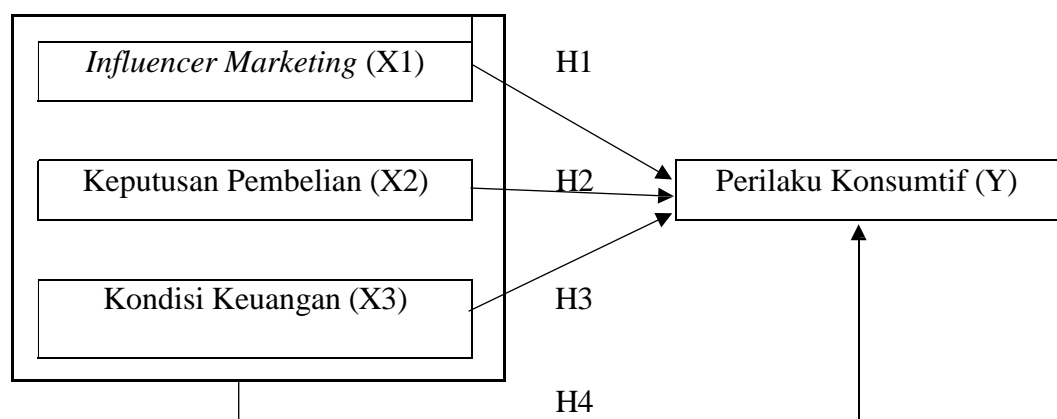 Influencer Marketing (X1)
H1
Keputusan Pembelian (X2)
H2
Perilaku Konsumtif (Y)
Kondisi Keuangan (X3)
H3
H4